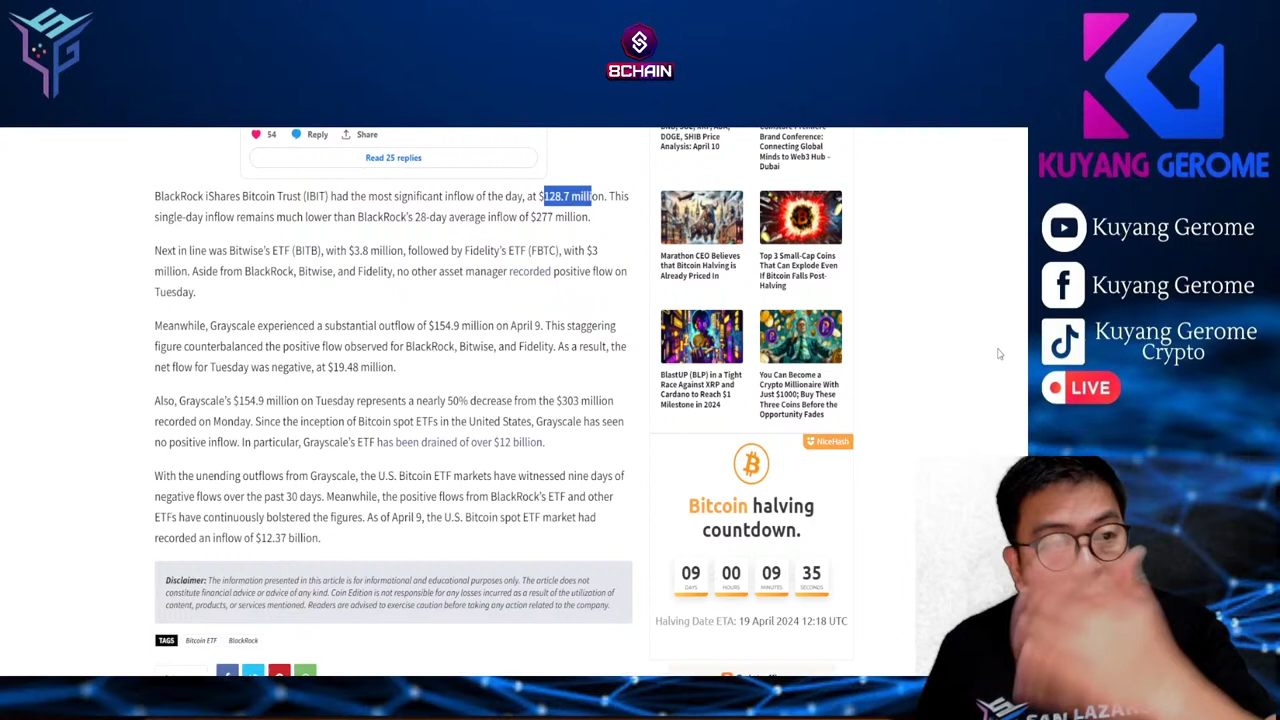 8CHAIN
KUYANG GEROME
Kuyang Gerome
Kuyang Gerome
Kuyang Gerome
Crypto
LIVE
54 Reply Share
Read 25 replies
BlackRock iShares Bitcoin Trust (IBIT) had the most significant inflow of the day, at $128.7 million. This
single-day inflow remains much lower than BlackRock's 28-day average inflow of $277 million.
Next in line was Bitwise's ETF (BITB), with $3.8 million, followed by Fidelity's ETF (FBTC), with $3
million. Aside from BlackRock, Bitwise, and Fidelity, no other asset manager recorded positive flow on
Tuesday.
Meanwhile, Grayscale experienced a substantial outflow of $154.9 million on April 9. This staggering
figure counterbalanced the positive flow observed for BlackRock, Bitwise, and Fidelity. As a result, the
net flow for Tuesday was negative, at $19.48 million.
Also, Grayscale's $154.9 million on Tuesday represents a nearly 50% decrease from the $303 million
recorded on Monday. Since the inception of Bitcoin spot ETFs in the United States, Grayscale has seen
no positive inflow. In particular, Grayscale's ETF has been drained of over $12 billion.
With the unending outflows from Grayscale, the U.S. Bitcoin ETF markets have witnessed nine days of
negative flows over the past 30 days. Meanwhile, the positive flows from BlackRock's ETF and other
ETFs have continuously bolstered the figures. As of April 9, the U.S. Bitcoin spot ETF market had
recorded an inflow of $12.37 billion.
Disclaimer: The information presented in this article is for informational and educational purposes only. The article does not
constitute financial advice or advice of any kind. Coin Edition is not responsible for any losses incurred as a result of the utilization
of content, products, or services mentioned. Readers are advised to exercise caution before taking any action related to the company.
TAGS Bitcoin ETF BlackRock
DOGE, SHIB Price
Analysis: April 10
Brand Conference:
Connecting Global
Minds to Web3 Hub –
Dubai
Marathon CEO Believes
that Bitcoin Halving is
Already Priced In
Top 3 Small-Cap Coins
That Can Explode Even
If Bitcoin Falls Post-
Halving
BlastUP (BLP) in a Tight
Race Against XRP and
Cardano to Reach $1
Milestone in 2024
You Can Become a
Crypto Millionaire With
Just $1000; Buy These
Three Coins Before the
Opportunity Fades
NiceHash
Bitcoin halving
countdown.
09 00 09 35
DAYS HOURS MINUTES SECONDS
Halving Date ETA: 19 April 2024 12:18 UTC
SAN LAZARO